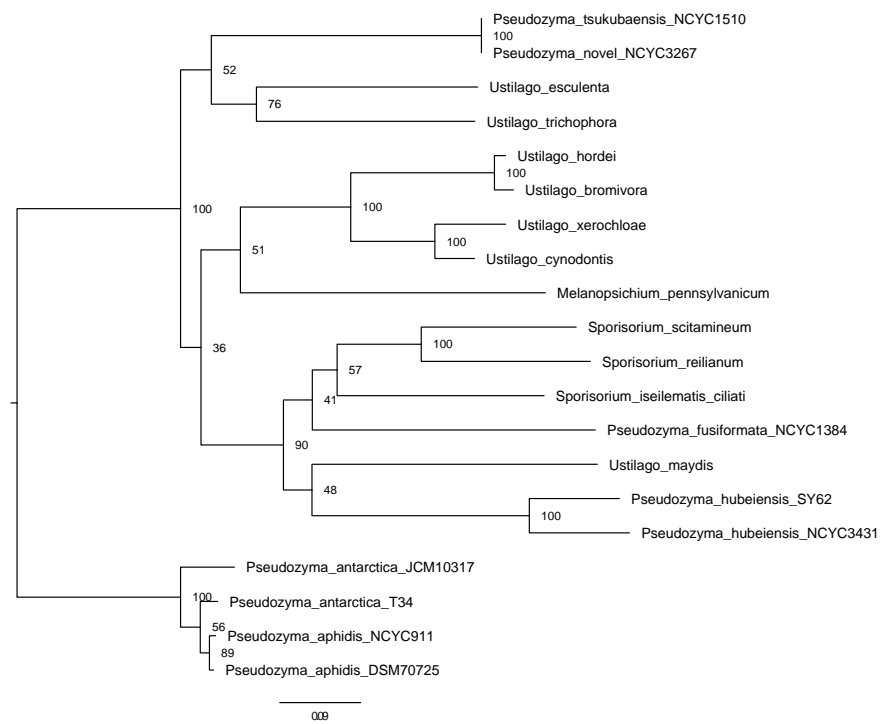 Pseudozyma_tsukubaensis_NCYC1510
100
Pseudozyma_novel_NCYC3267
52
Ustilago_esculenta
76
Ustilago_trichophora
Ustilago_hordei
100
Ustilago_bromivora
100
100
Ustilago_xerochloae
100
51
Ustilago_cynodontis
Melanopsichium_pennsylvanicum
Sporisorium_scitamineum
100
36
Sporisorium_reilianum
57
Sporisorium_iseilematis_ciliati
41
Pseudozyma_fusiformata_NCYC1384
90
Ustilago_maydis
48
Pseudozyma_hubeiensis_SY62
100
Pseudozyma_hubeiensis_NCYC3431
Pseudozyma_antarctica_JCM10317
100
Pseudozyma_antarctica_T34
56
Pseudozyma_aphidis_NCYC911
89
Pseudozyma_aphidis_DSM70725
0.09